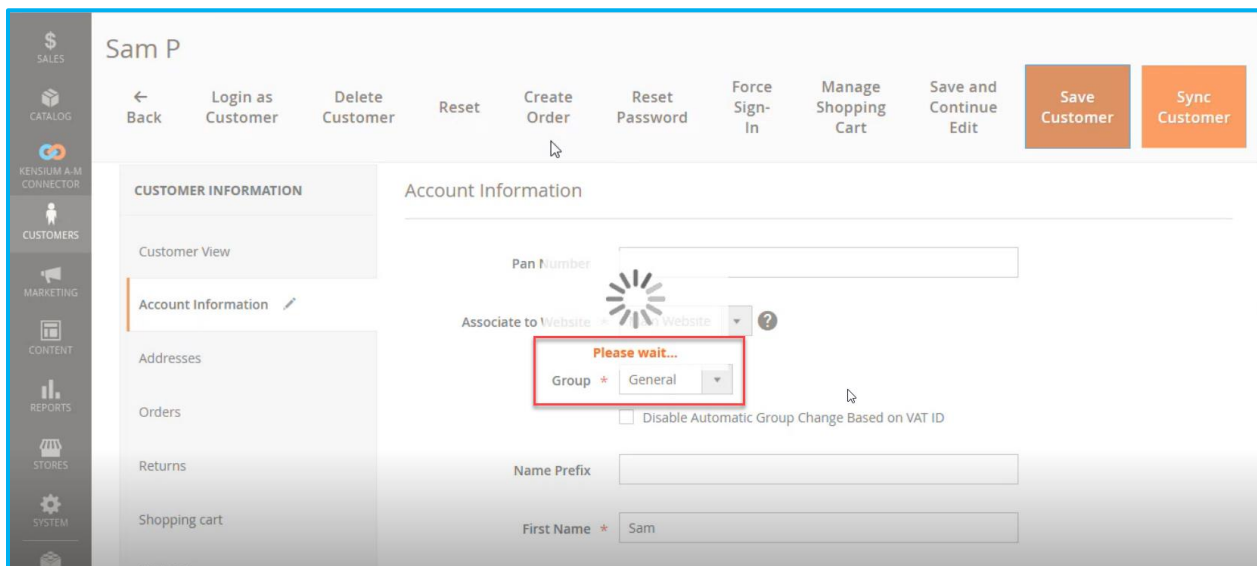 $
SALES
CATALOG
KENSIUM A-M
CONNECTOR
CUSTOMERS
MARKETING
CONTENT
REPORTS
STORES
SYSTEM
Sam P
← Back
Login as
Customer
Delete
Customer
Reset
Create
Order
Reset
Password
Force
Sign-
In
Manage
Shopping
Cart
Save and
Continue
Edit
Save
Customer
Sync
Customer
CUSTOMER INFORMATION
Customer View
Account Information
Addresses
Orders
Returns
Shopping cart
Account Information
Pan Number
Associate to Website * Main Website ?
Please wait...
Group * General
Disable Automatic Group Change Based on VAT ID
Name Prefix
First Name * Sam